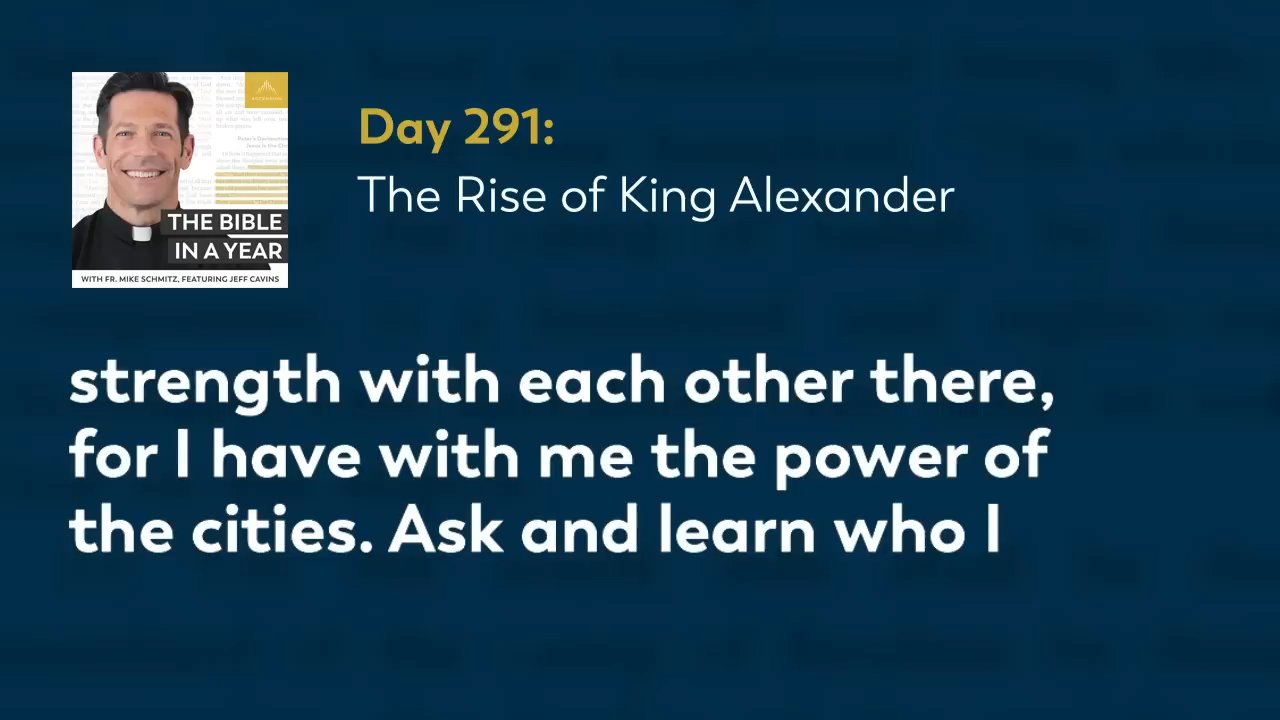 Day 291:
The Rise of King Alexander
THE BIBLE
IN A YEAR
WITH FR. MIKE SCHMITZ, FEATURING JEFF CAVINS
strength with each other there,
for I have with me the power of
the cities. Ask and learn who I